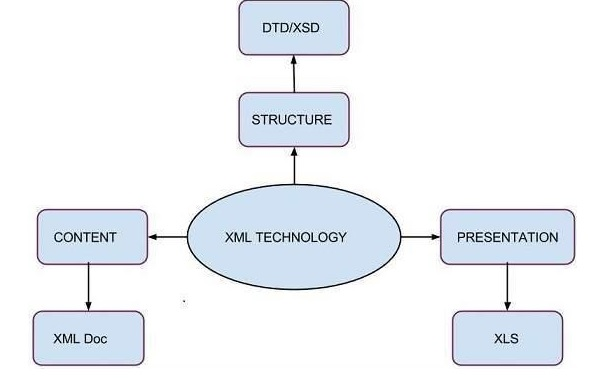 DTD/XSD
STRUCTURE
CONTENT
XML TECHNOLOGY
PRESENTATION
XML Doc
XLS